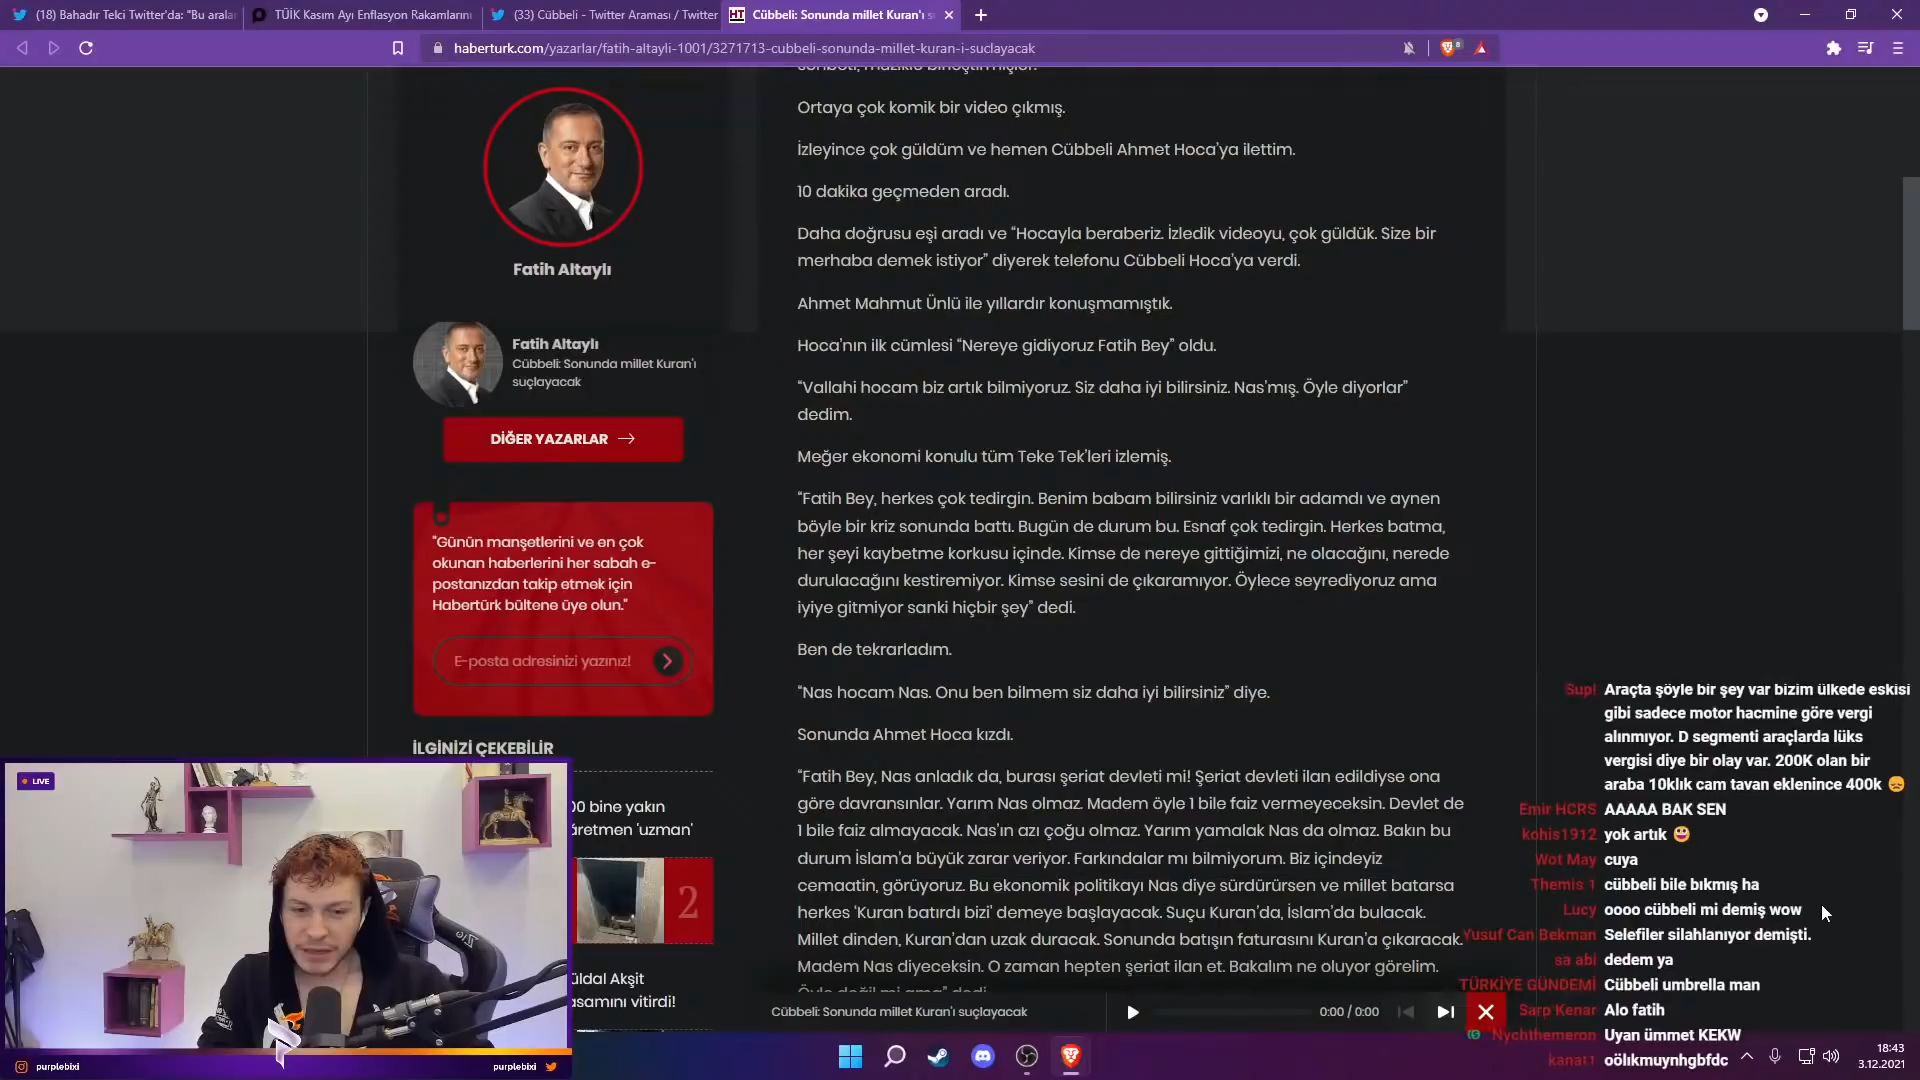 (18) Bahadır Telci Twitter'da: "Bu arala
TÜİK Kasım Ayı Enflasyon Rakamlarını
(33) Cübbeli - Twitter Araması / Twitter
HT Cübbeli: Sonunda millet Kuran'ı s
haberturk.com/yazarlar/fatih-altayli-1001/3271713-cubbeli-sonunda-millet-kuran-i-suclayacak
8
Ortaya çok komik bir video çıkmış.
İzleyince çok güldüm ve hemen Cübbeli Ahmet Hoca'ya ilettim.
10 dakika geçmeden aradı.
Daha doğrusu eşi aradı ve “Hocayla beraberiz. İzledik videoyu, çok güldük. Size bir
merhaba demek istiyor” diyerek telefonu Cübbeli Hoca'ya verdi.
Ahmet Mahmut Ünlü ile yıllardır konuşmamıştık.
Hoca'nın ilk cümlesi “Nereye gidiyoruz Fatih Bey” oldu.
“Vallahi hocam biz artık bilmiyoruz. Siz daha iyi bilirsiniz. Nas'mış. Öyle diyorlar”
dedim.
Meğer ekonomi konulu tüm Teke Tek'leri izlemiş.
“Fatih Bey, herkes çok tedirgin. Benim babam bilirsiniz varlıklı bir adamdı ve aynen
böyle bir kriz sonunda battı. Bugün de durum bu. Esnaf çok tedirgin. Herkes batma,
her şeyi kaybetme korkusu içinde. Kimse de nereye gittiğimizi, ne olacağını, nerede
durulacağını kestiremiyor. Kimse sesini de çıkaramıyor. Öylece seyrediyoruz ama
iyiye gitmiyor sanki hiçbir şey” dedi.
Ben de tekrarladım.
“Nas hocam Nas. Onu ben bilmem siz daha iyi bilirsiniz” diye.
Sonunda Ahmet Hoca kızdı.
“Fatih Bey, Nas anladık da, burası şeriat devleti mi! Şeriat devleti ilan edildiyse ona
göre davransınlar. Yarım Nas olmaz. Madem öyle 1 bile faiz vermeyeceksin. Devlet de
1 bile faiz almayacak. Nas'ın azı çoğu olmaz. Yarım yamalak Nas da olmaz. Bakın bu
durum İslam'a büyük zarar veriyor. Farkındalar mı bilmiyorum. Biz içindeyiz
cemaatin, görüyoruz. Bu ekonomik politikayı Nas diye sürdürürsen ve millet batarsa
herkes ‘Kuran batırdı bizi’ demeye başlayacak. Suçu Kuran'da, İslam'da bulacak.
Millet dinden, Kuran'dan uzak duracak. Sonunda batışın faturasını Kuran'a çıkaracak.
Madem Nas diyeceksin. O zaman hepten şeriat ilan et. Bakalım ne oluyor görelim.
Fatih Altaylı
Fatih Altaylı
Cübbeli: Sonunda millet Kuran'ı
suçlayacak
DİĞER YAZARLAR
"Günün manşetlerini ve en çok
okunan haberlerini her sabah e-
postanızdan takip etmek için
Habertürk bültene üye olun."
E-posta adresinizi yazınız!
İLGİNİZİ ÇEKEBİLİR
00 bine yakın
ğretmen 'uzman'
2
üldal Akşit
aşamını vitirdi!
LIVE
purplebixi
purplebixi
Cübbeli: Sonunda millet Kuran'ı suçlayacak
0:00 / 0:00
Sup! Araçta şöyle bir şey var bizim ülkede eskisi
gibi sadece motor hacmine göre vergi
alınmıyor. D segmenti araçlarda lüks
vergisi diye bir olay var. 200K olan bir
araba 10klık cam tavan eklenince 400k 😞
Emir HCRS AAAAA BAK SEN
kohis1912 yok artık 😀
Wot May cuya
Themis 1 cübbeli bile bıkmış ha
Lucy oooo cübbeli mi demiş wow
Yusuf Can Bekman Selefiler silahlanıyor demişti.
sa abi dedem ya
TÜRKİYE GÜNDEMİ Cübbeli umbrella man
Sarp Kenar Alo fatih
Nychthemeron Uyan ümmet KEKW
kanat1 oölıkmuynhgbfdc
18:43
3.12.2021